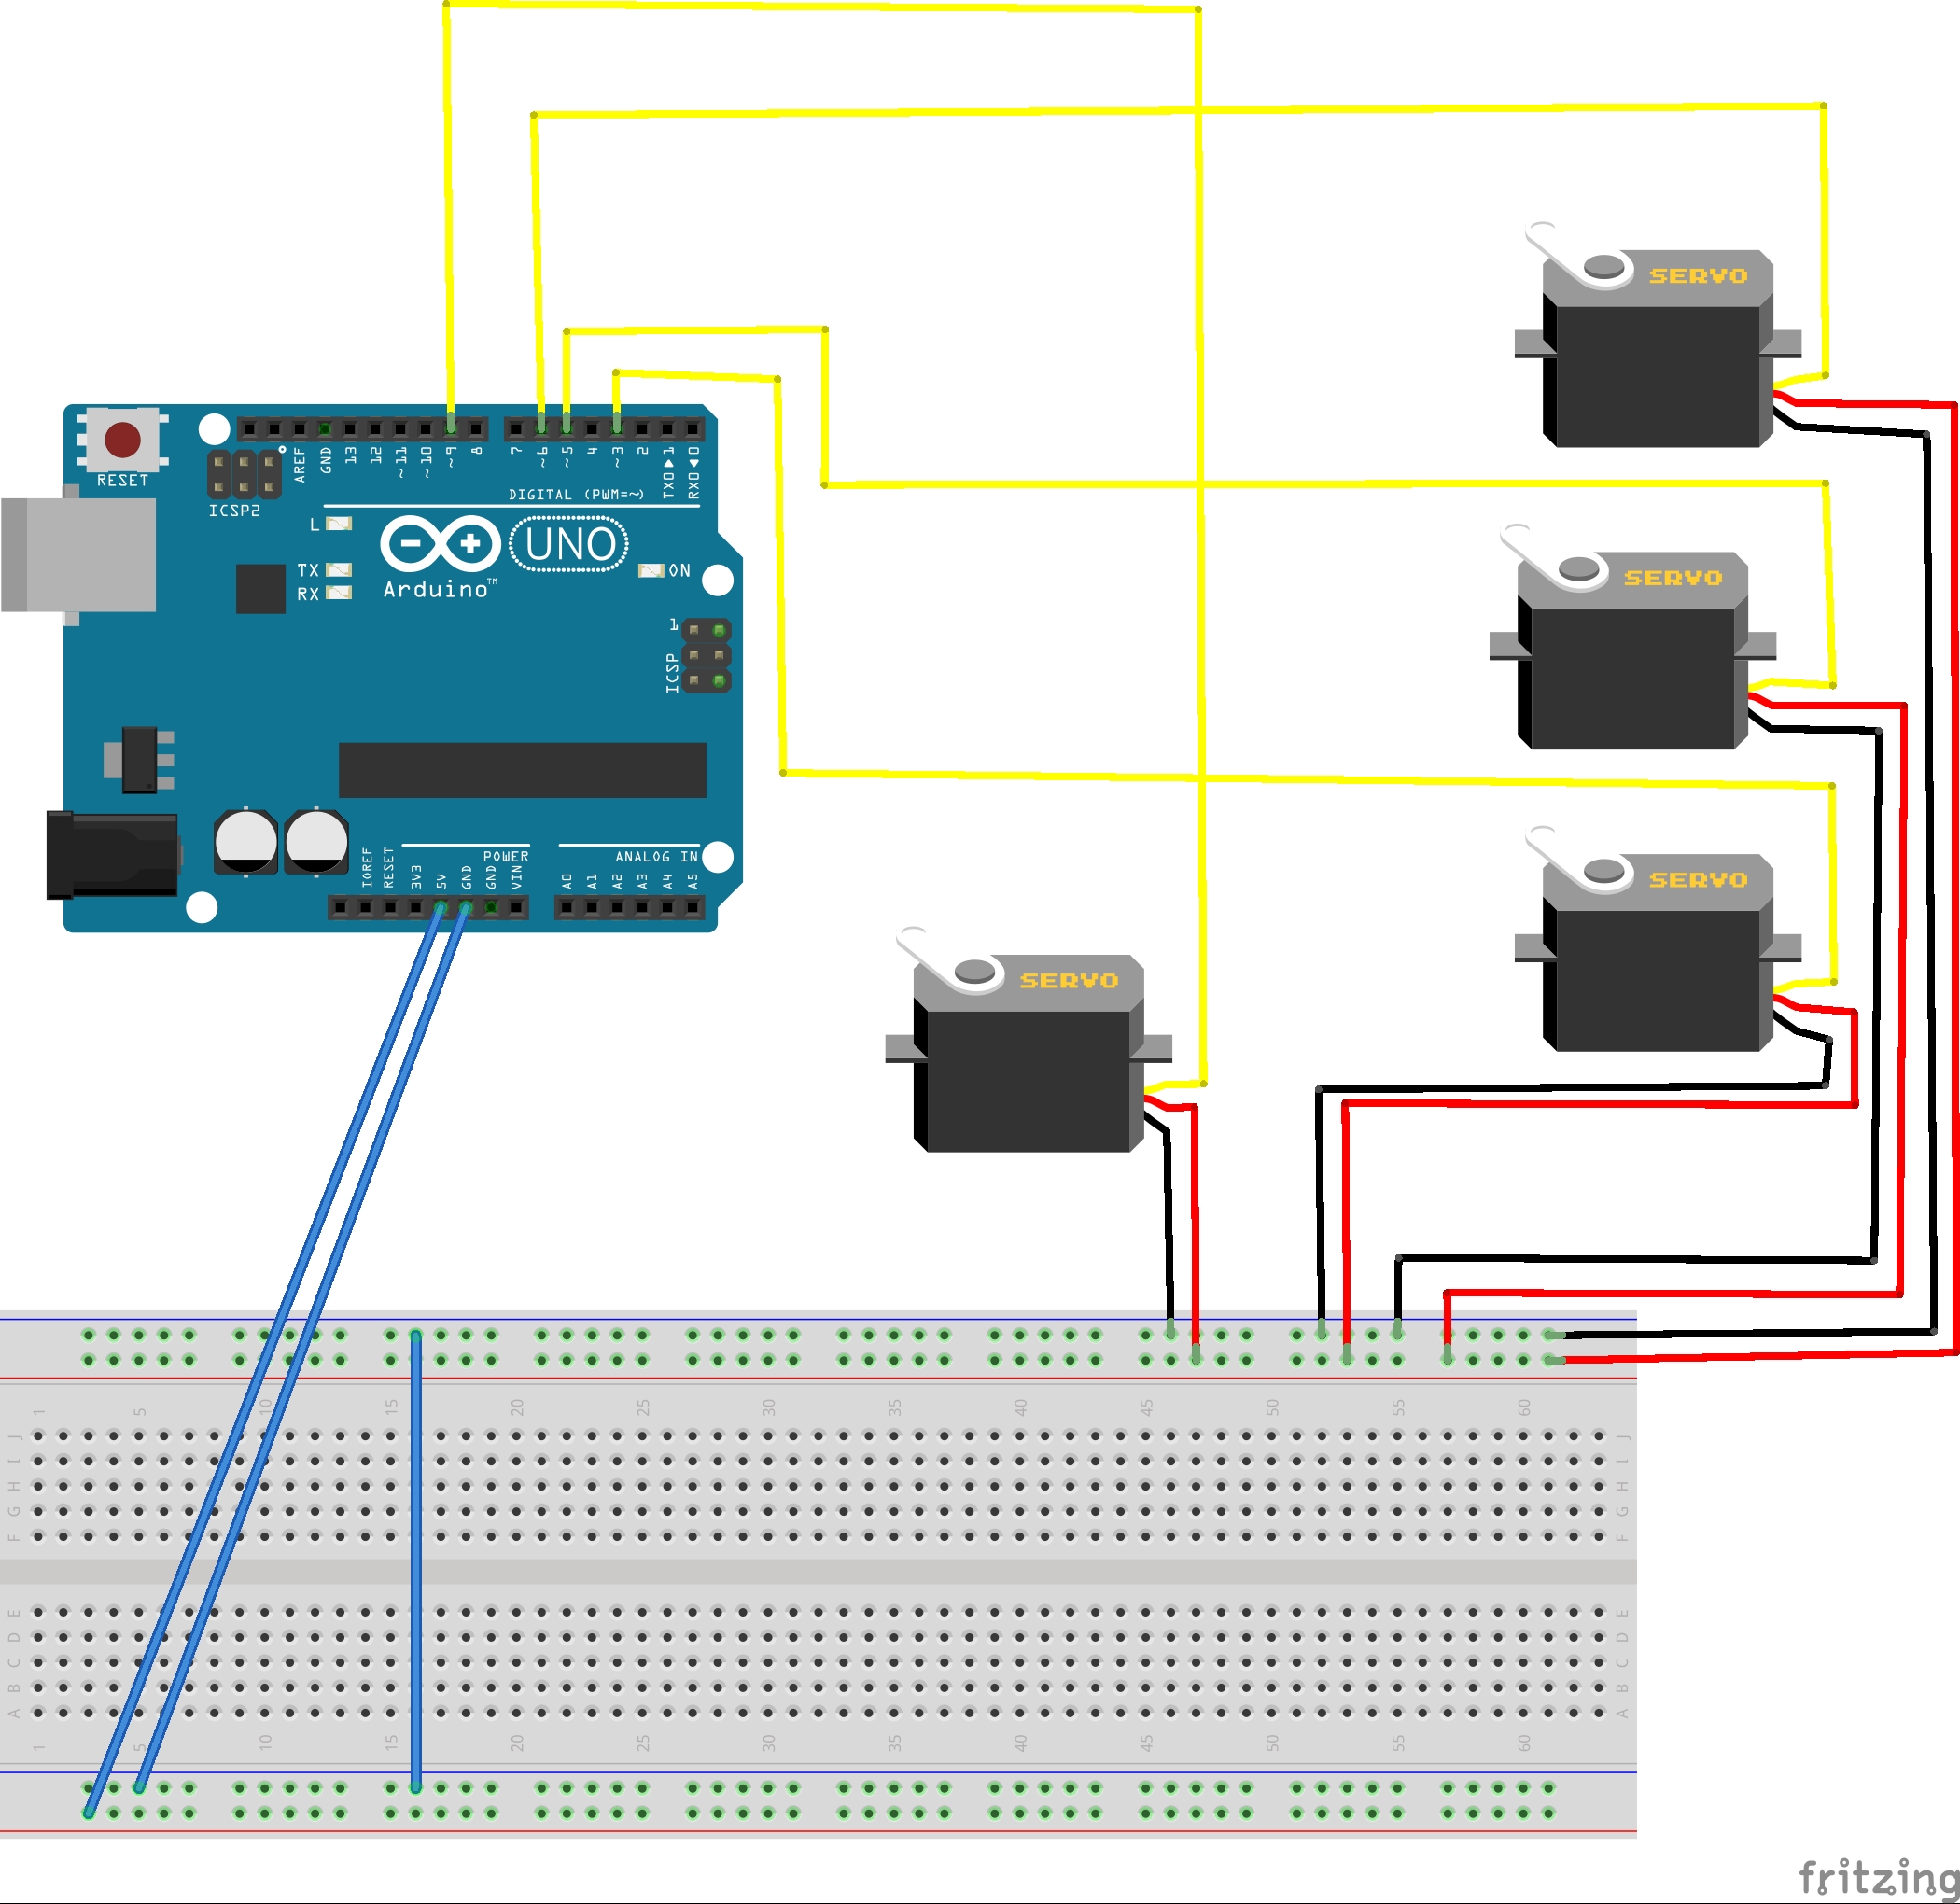 SERVO
RESET
ICSP2
AREF
GND
13
12
~11
~10
~9
8
7
~6
~5
4
~3
2
TX0▶1
RX0◀0
DIGITAL (PWM=~)
L
TX
RX
UNO
Arduino™
ON
1
ICSP
SERVO
IOREF
RESET
3V3
5V
GND
GND
VIN
POWER
ANALOG IN
A0
A1
A2
A3
A4
A5
SERVO
SERVO
1 5 10 15 20 25 30 35 40 45 50 55 60
J J
I I
H H
G G
F F
E E
D D
C C
B B
A A
1 5 10 15 20 25 30 35 40 45 50 55 60
fritzing